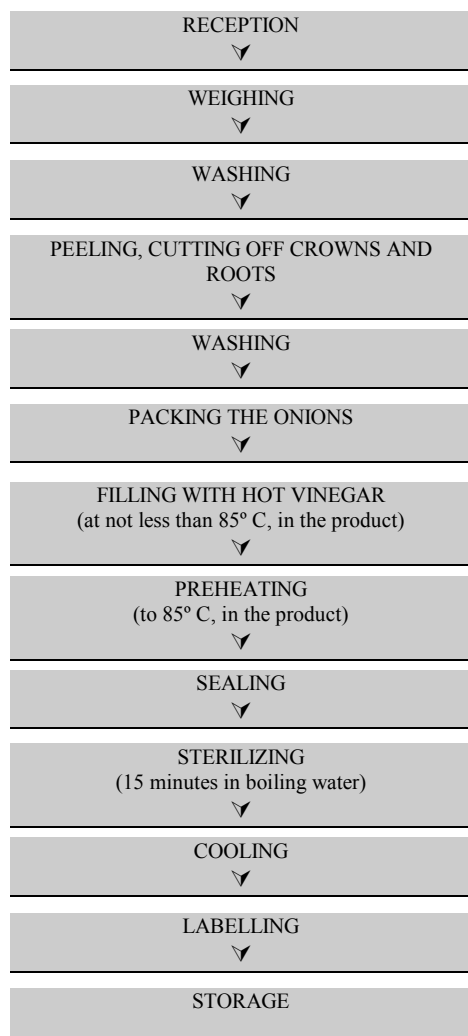 RECEPTION
WEIGHING
WASHING
PEELING, CUTTING OFF CROWNS AND
ROOTS
WASHING
PACKING THE ONIONS
FILLING WITH HOT VINEGAR
(at not less than 85º C, in the product)
PREHEATING
(to 85º C, in the product)
SEALING
STERILIZING
(15 minutes in boiling water)
COOLING
LABELLING
STORAGE